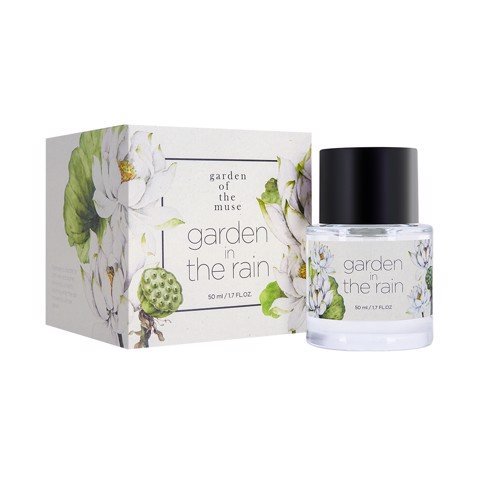 garden
of the
muse
garden
in
the rain
50 ml / 1.7 FL.OZ.
garden
in
the rain
50 ml / 1.7 FL.OZ